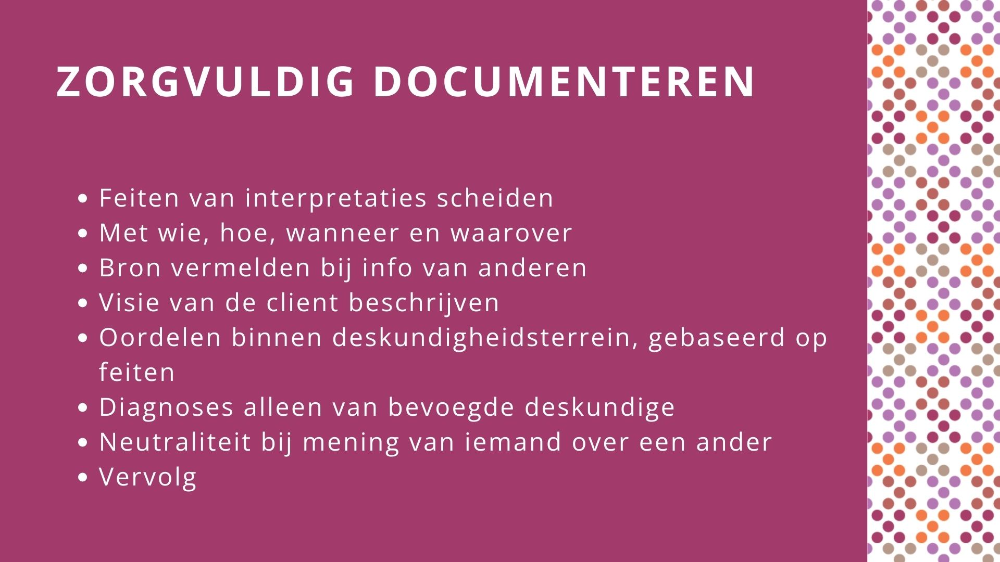 ZORGVULDIG DOCUMENTEREN
• Feiten van interpretaties scheiden
• Met wie, hoe, wanneer en waarover
• Bron vermelden bij info van anderen
• Visie van de client beschrijven
• Oordelen binnen deskundigheidsterrein, gebaseerd op
feiten
• Diagnoses alleen van bevoegde deskundige
• Neutraliteit bij mening van iemand over een ander
• Vervolg